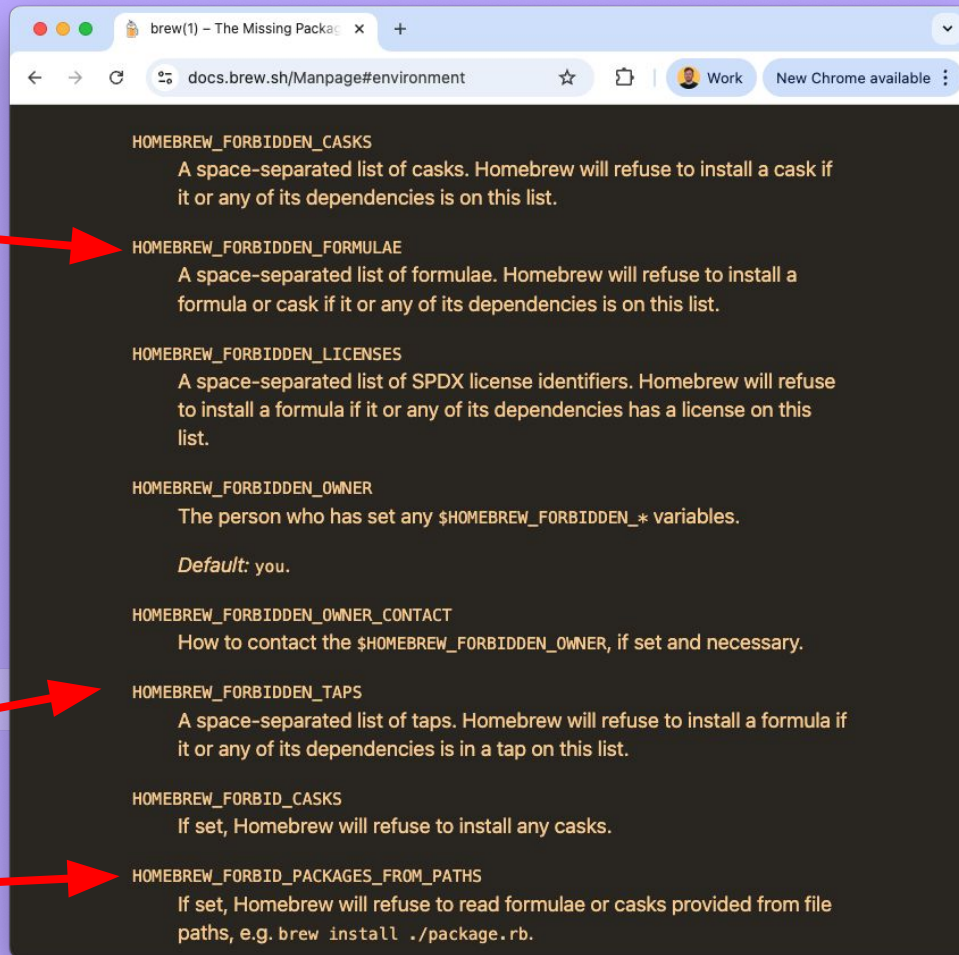 brew(1) – The Missing Packag
docs.brew.sh/Manpage#environment
Work
New Chrome available
HOMEBREW_FORBIDDEN_CASKS
A space-separated list of casks. Homebrew will refuse to install a cask if
it or any of its dependencies is on this list.
HOMEBREW_FORBIDDEN_FORMULAE
A space-separated list of formulae. Homebrew will refuse to install a
formula or cask if it or any of its dependencies is on this list.
HOMEBREW_FORBIDDEN_LICENSES
A space-separated list of SPDX license identifiers. Homebrew will refuse
to install a formula if it or any of its dependencies has a license on this
list.
HOMEBREW_FORBIDDEN_OWNER
The person who has set any $HOMEBREW_FORBIDDEN_* variables.
Default: you.
HOMEBREW_FORBIDDEN_OWNER_CONTACT
How to contact the $HOMEBREW_FORBIDDEN_OWNER, if set and necessary.
HOMEBREW_FORBIDDEN_TAPS
A space-separated list of taps. Homebrew will refuse to install a formula if
it or any of its dependencies is in a tap on this list.
HOMEBREW_FORBID_CASKS
If set, Homebrew will refuse to install any casks.
HOMEBREW_FORBID_PACKAGES_FROM_PATHS
If set, Homebrew will refuse to read formulae or casks provided from file
paths, e.g. brew install ./package.rb.